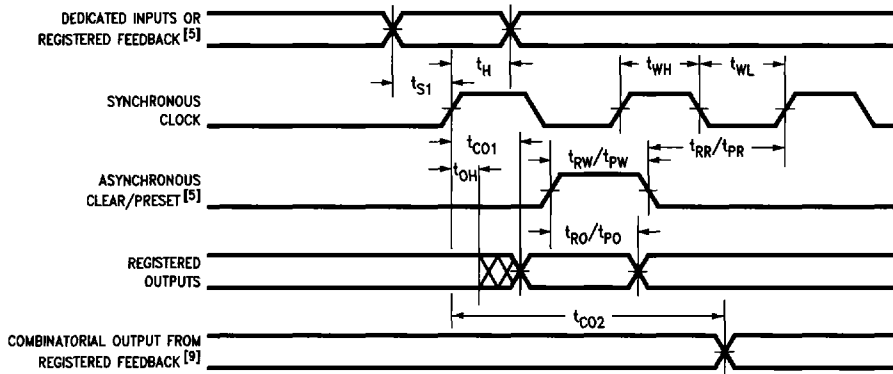 DEDICATED INPUTS OR
REGISTERED FEEDBACK [5]
tH
tWH
tWL
tS1
SYNCHRONOUS
CLOCK
tCO1
tRW/tPW
tRR/tPR
tOH
ASYNCHRONOUS
CLEAR/PRESET [5]
tRO/tPO
REGISTERED
OUTPUTS
tCO2
COMBINATORIAL OUTPUT FROM
REGISTERED FEEDBACK [9]